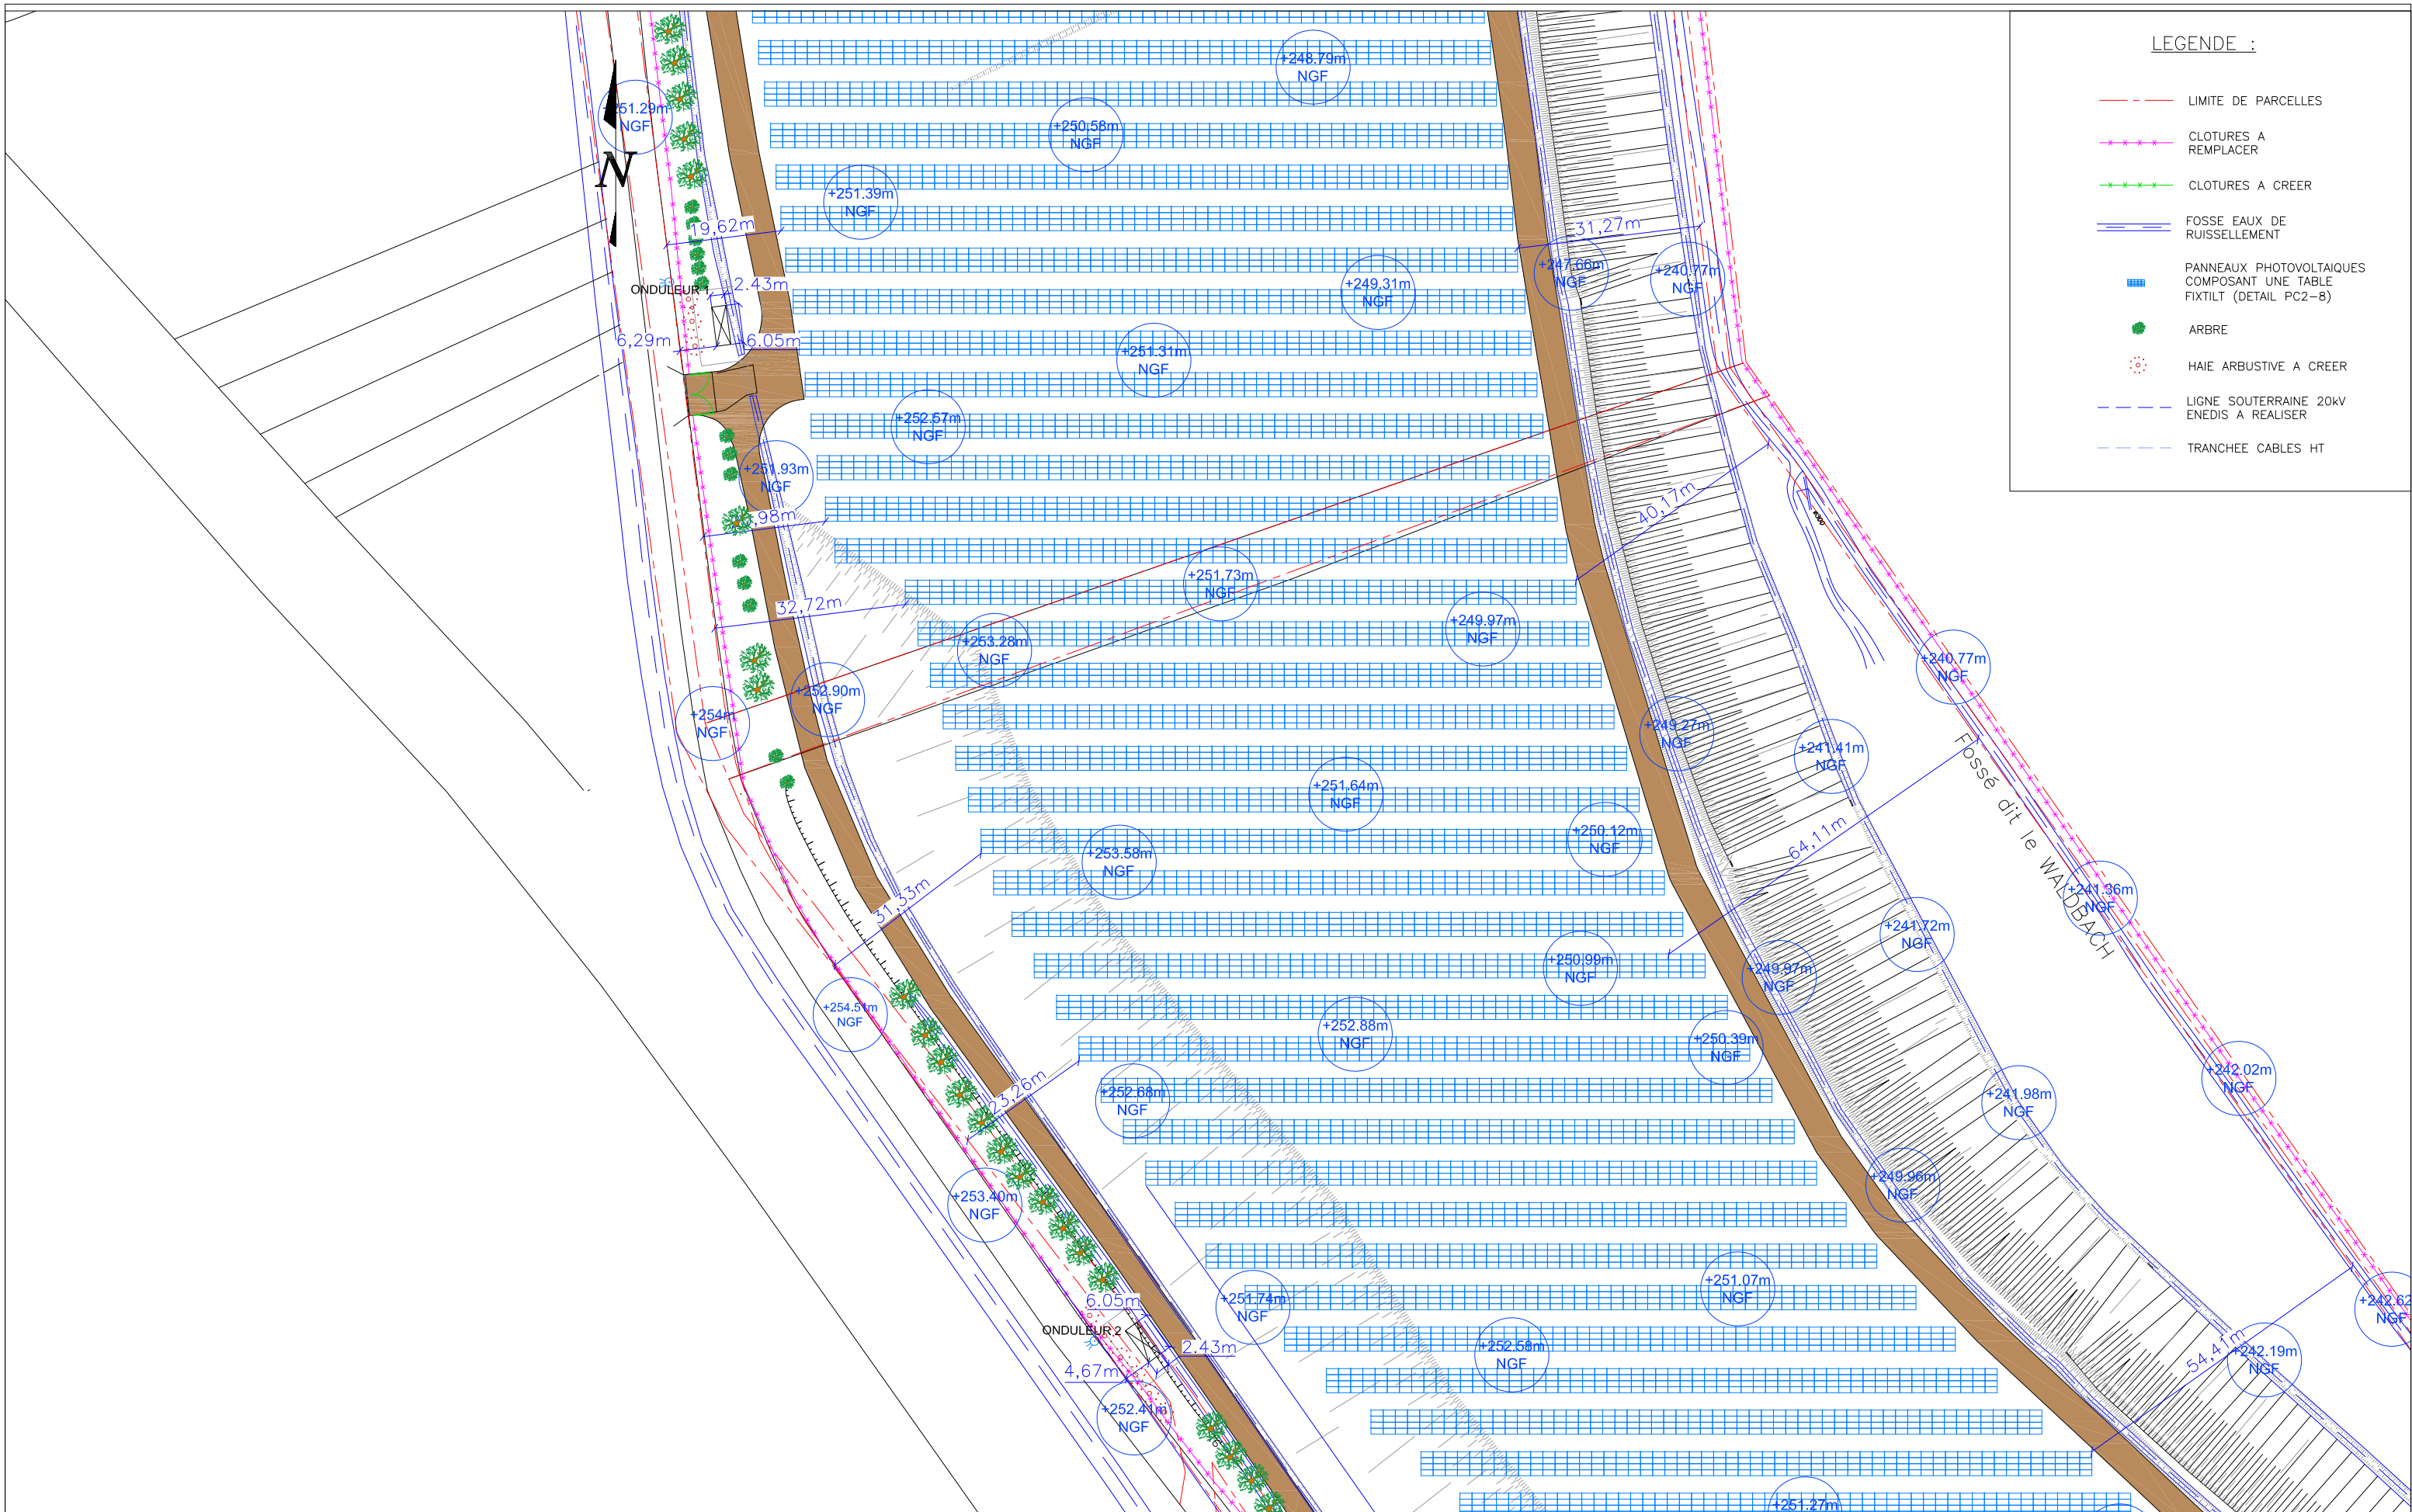 LEGENDE :
LIMITE DE PARCELLES
CLOTURES A
REMPLACER
CLOTURES A CREER
FOSSE EAUX DE
RUISSELLEMENT
PANNEAUX PHOTOVOLTAIQUES
COMPOSANT UNE TABLE
FIXTILT (DETAIL PC2-8)
ARBRE
HAIE ARBUSTIVE A CREER
LIGNE SOUTERRAINE 20kV
ENEDIS A REALISER
TRANCHEE CABLES HT
+248.79m
NGF
+251.29m
NGF
+250.58m
NGF
N
+251.39m
NGF
19,62m
31,27m
+247.66m
NGF
+240.77m
NGF
ONDULEUR 1
2.43m
+249.31m
NGF
6,29m
6.05m
+251.31m
NGF
+252.57m
NGF
+251.93m
NGF
,98m
40,17m
+251.73m
NGF
32,72m
+249.97m
NGF
+253.28m
NGF
+240.77m
NGF
+252.90m
NGF
+254m
NGF
+249.27m
NGF
+241.41m
NGF
+251.64m
NGF
Fossé dit le WALDBACH
+250.12m
NGF
64,11m
+253.58m
NGF
31,33m
+241.36m
NGF
+241.72m
NGF
+250.99m
NGF
+249.97m
NGF
+254.51m
NGF
+252.88m
NGF
+250.39m
NGF
+242.02m
NGF
23,26m
+252.68m
NGF
+241.98m
NGF
+249.96m
NGF
+253.40m
NGF
+251.74m
NGF
+251.07m
NGF
6.05m
+242.62
NGF
ONDULEUR 2
2.43m
+252.58m
NGF
54,41m
+242.19m
NGF
4,67m
+252.41m
NGF
+251.27m